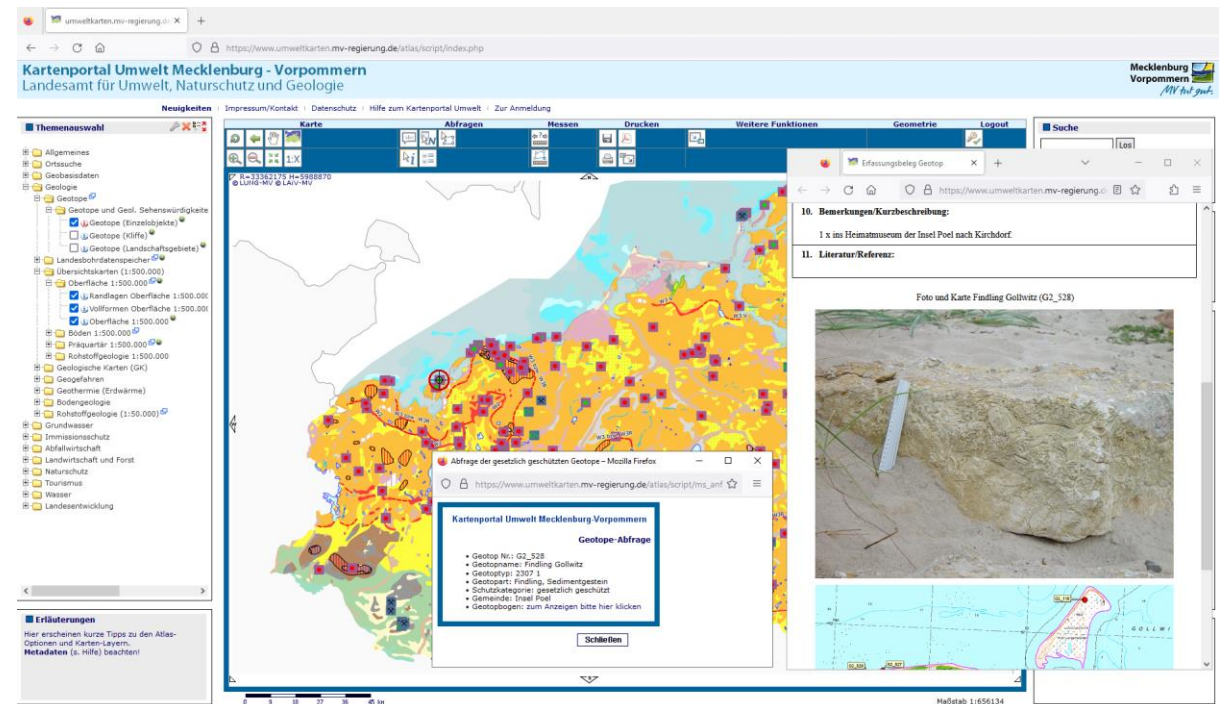 umweltkarten.mv-regierung.de
https://www.umweltkarten.mv-regierung.de/atlas/script/index.php
Kartenportal Umwelt Mecklenburg - Vorpommern
Landesamt für Umwelt, Naturschutz und Geologie
Mecklenburg
Vorpommern
MV tut gut.
Neuigkeiten | Impressum/Kontakt | Datenschutz | Hilfe zum Kartenportal Umwelt | Zur Anmeldung
Themenauswahl
Allgemeines
Ortssuche
Geobasisdaten
Geologie
Geotope
Geotope und Geol. Sehenswürdigkeite
Geotope (Einzelobjekte)
Geotope (Kliffe)
Geotope (Landschaftsgebiete)
Landesbohrdatenspeicher
Übersichtskarten (1:500.000)
Oberfläche 1:500.000
Randlagen Oberfläche 1:500.000
Vollformen Oberfläche 1:500.000
Oberfläche 1:500.000
Böden 1:500.000
Präquartär 1:500.000
Rohstoffgeologie 1:500.000
Geologische Karten (GK)
Geogefahren
Geothermie (Erdwärme)
Bodengeologie
Rohstoffgeologie (1:50.000)
Grundwasser
Immissionsschutz
Abfallwirtschaft
Landwirtschaft und Forst
Naturschutz
Tourismus
Wasser
Landesentwicklung
Erläuterungen
Hier erscheinen kurze Tipps zu den Atlas-
Optionen und Karten-Layern.
Metadaten (s. Hilfe) beachten!
Karte Abfragen Messen Drucken Weitere Funktionen Geometrie Logout
1:X
R=33362175 H=5988870
© LUNG-MV © LAiV-MV
0 9 18 27 36 45 km
Maßstab 1:656134
Suche
Los
Abfrage der gesetzlich geschützten Geotope – Mozilla Firefox
https://www.umweltkarten.mv-regierung.de/atlas/script/ms_anf
Kartenportal Umwelt Mecklenburg-Vorpommern
Geotope-Abfrage
• Geotop Nr.: G2_528
• Geotopname: Findling Gollwitz
• Geotoptyp: 2307 1
• Geotopart: Findling, Sedimentgestein
• Schutzkategorie: gesetzlich geschützt
• Gemeinde: Insel Poel
• Geotopbogen: zum Anzeigen bitte hier klicken
Schließen
Erfassungsbeleg Geotop
https://www.umweltkarten.mv-regierung.d
10. Bemerkungen/Kurzbeschreibung:
1 x ins Heimatmuseum der Insel Poel nach Kirchdorf.
11. Literatur/Referenz:
Foto und Karte Findling Gollwitz (G2_528)
GOLLWI